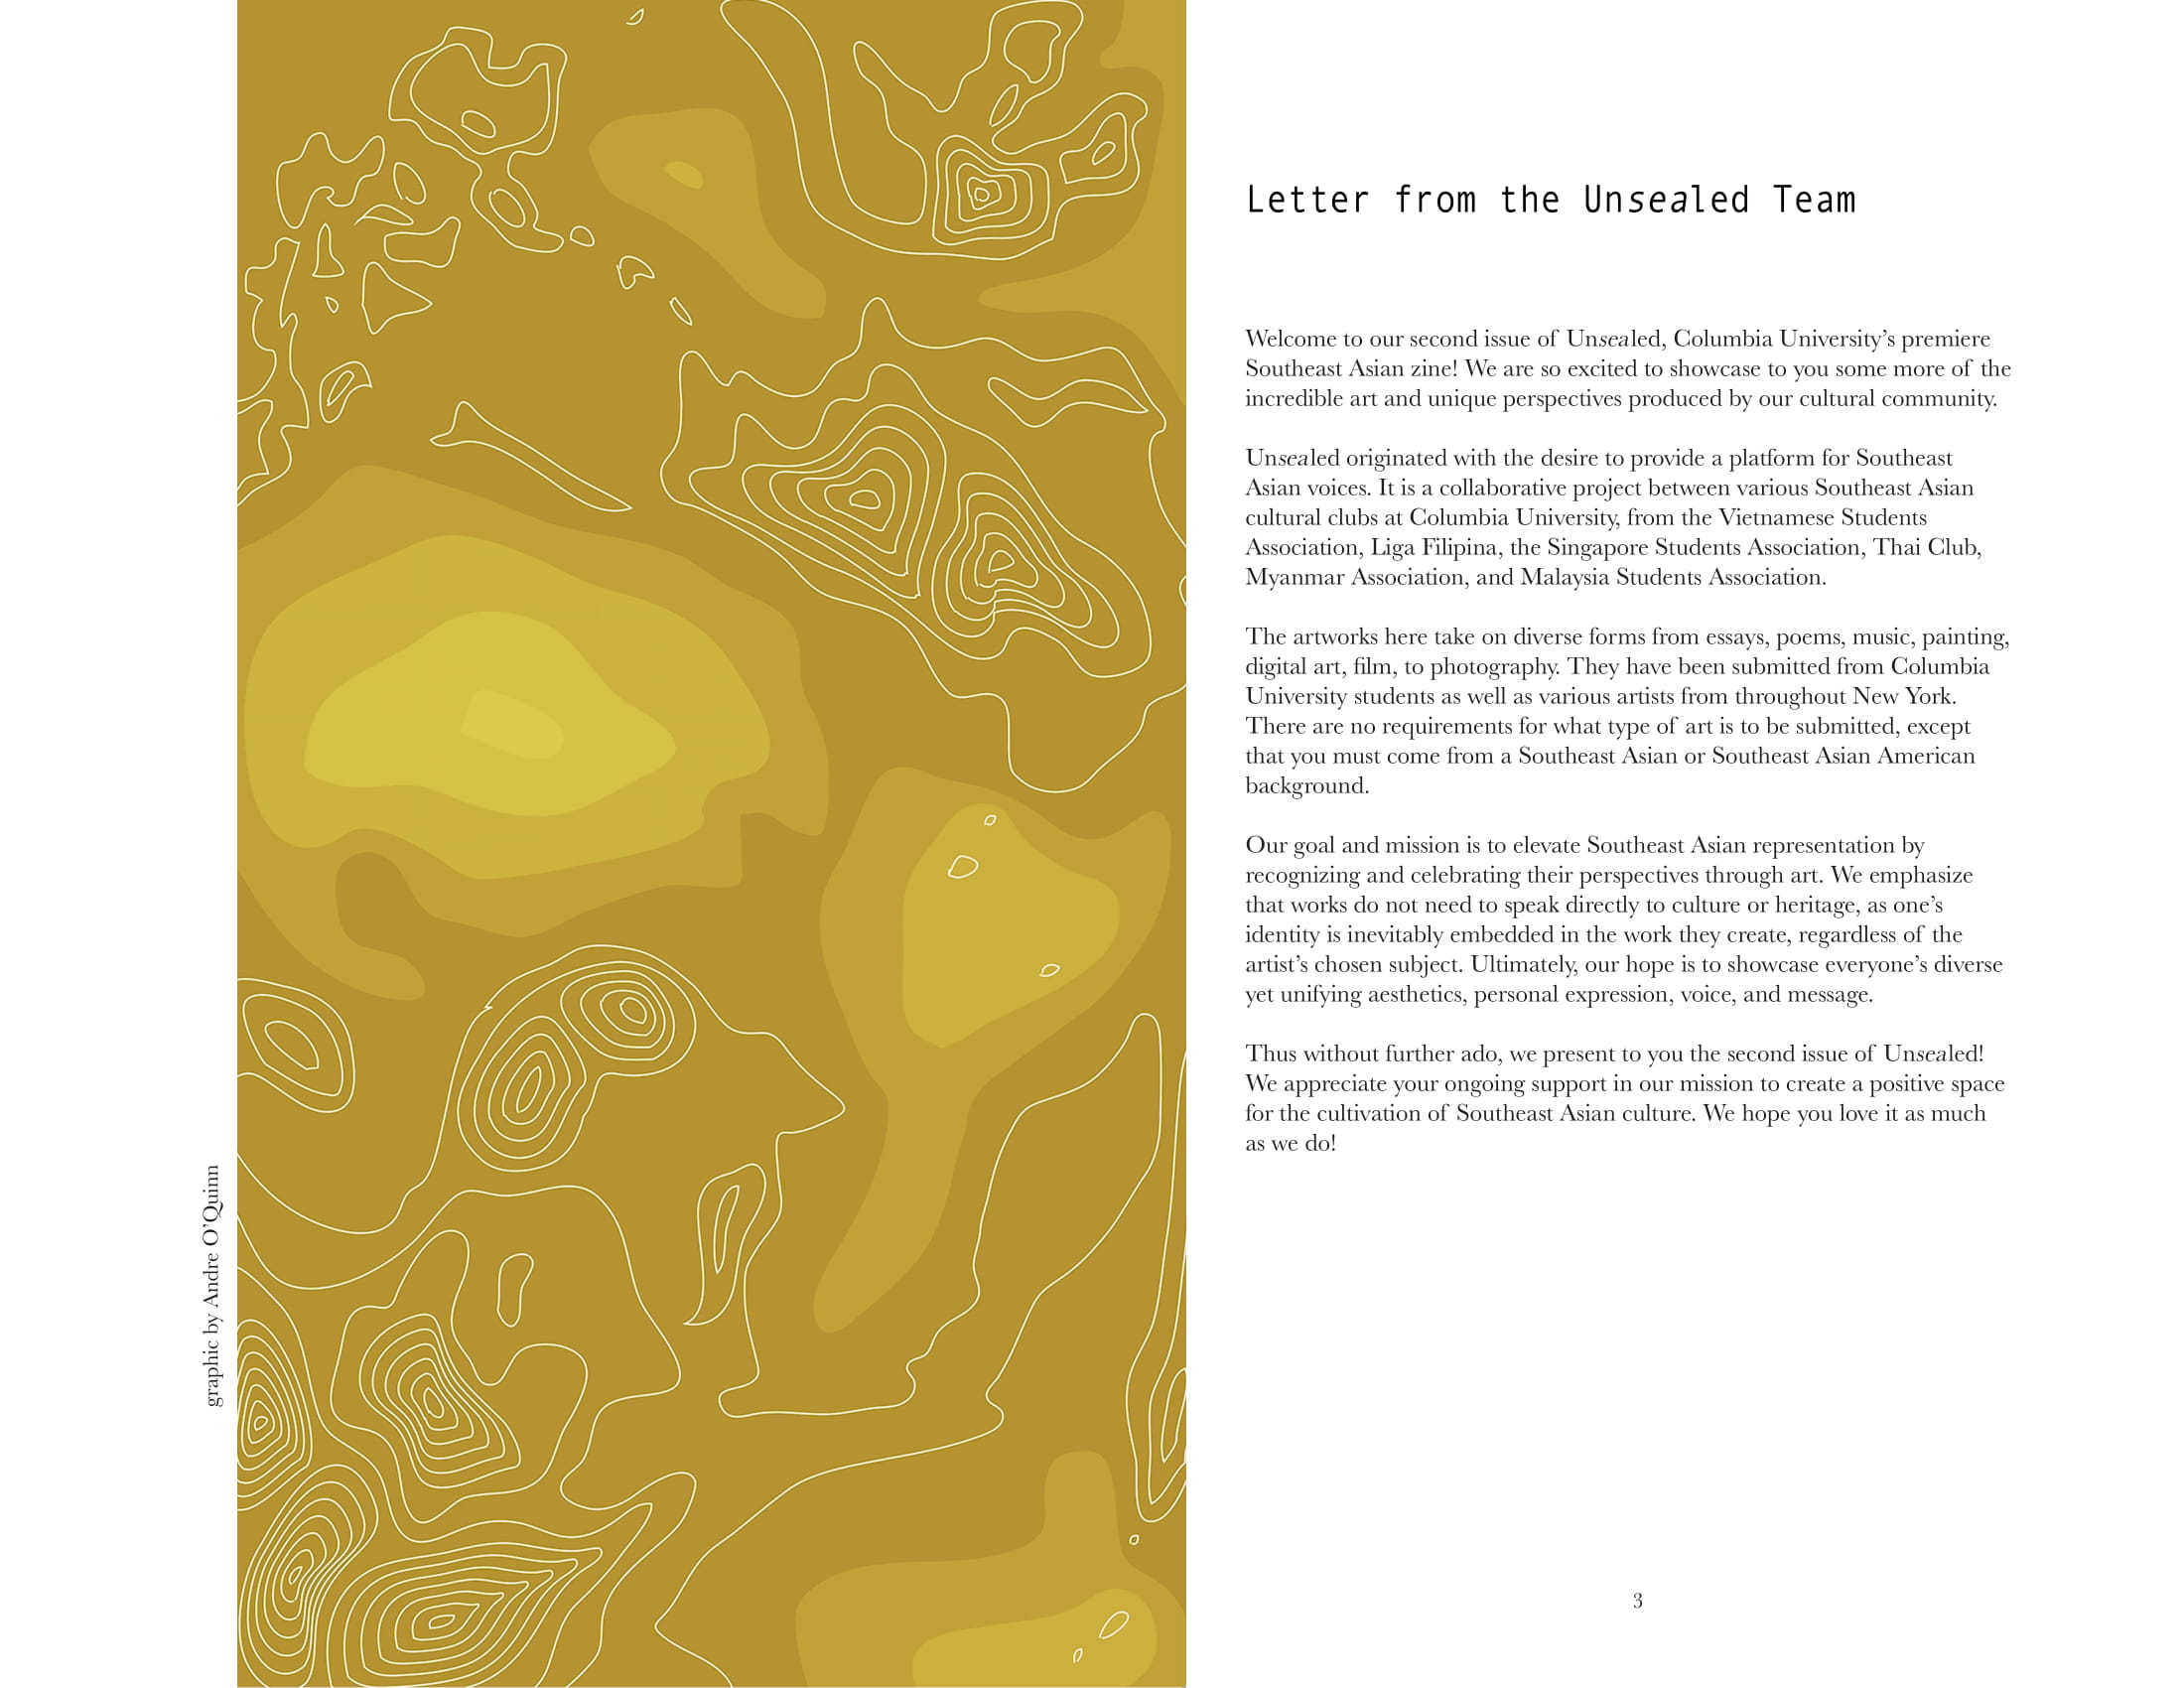 graphic by Andre O’Quinn
Letter from the Unsealed Team
Welcome to our second issue of Unsealed, Columbia University’s premiere
Southeast Asian zine! We are so excited to showcase to you some more of the
incredible art and unique perspectives produced by our cultural community.
Unsealed originated with the desire to provide a platform for Southeast
Asian voices. It is a collaborative project between various Southeast Asian
cultural clubs at Columbia University, from the Vietnamese Students
Association, Liga Filipina, the Singapore Students Association, Thai Club,
Myanmar Association, and Malaysia Students Association.
The artworks here take on diverse forms from essays, poems, music, painting,
digital art, film, to photography. They have been submitted from Columbia
University students as well as various artists from throughout New York.
There are no requirements for what type of art is to be submitted, except
that you must come from a Southeast Asian or Southeast Asian American
background.
Our goal and mission is to elevate Southeast Asian representation by
recognizing and celebrating their perspectives through art. We emphasize
that works do not need to speak directly to culture or heritage, as one’s
identity is inevitably embedded in the work they create, regardless of the
artist’s chosen subject. Ultimately, our hope is to showcase everyone’s diverse
yet unifying aesthetics, personal expression, voice, and message.
Thus without further ado, we present to you the second issue of Unsealed!
We appreciate your ongoing support in our mission to create a positive space
for the cultivation of Southeast Asian culture. We hope you love it as much
as we do!
3